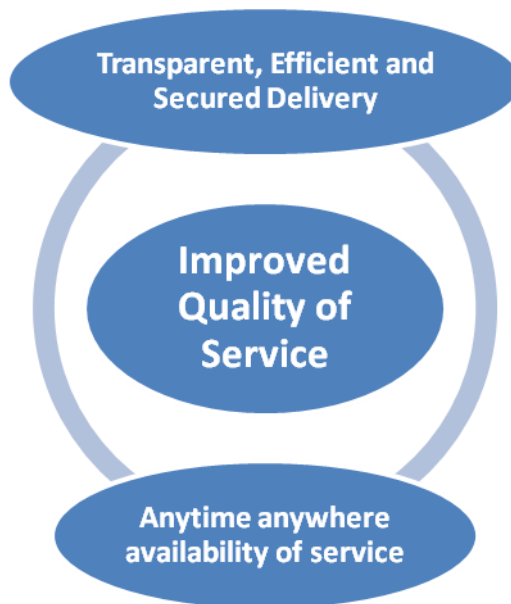 Transparent, Efficient and
Secured Delivery
Improved
Quality of
Service
Anytime anywhere
availability of service